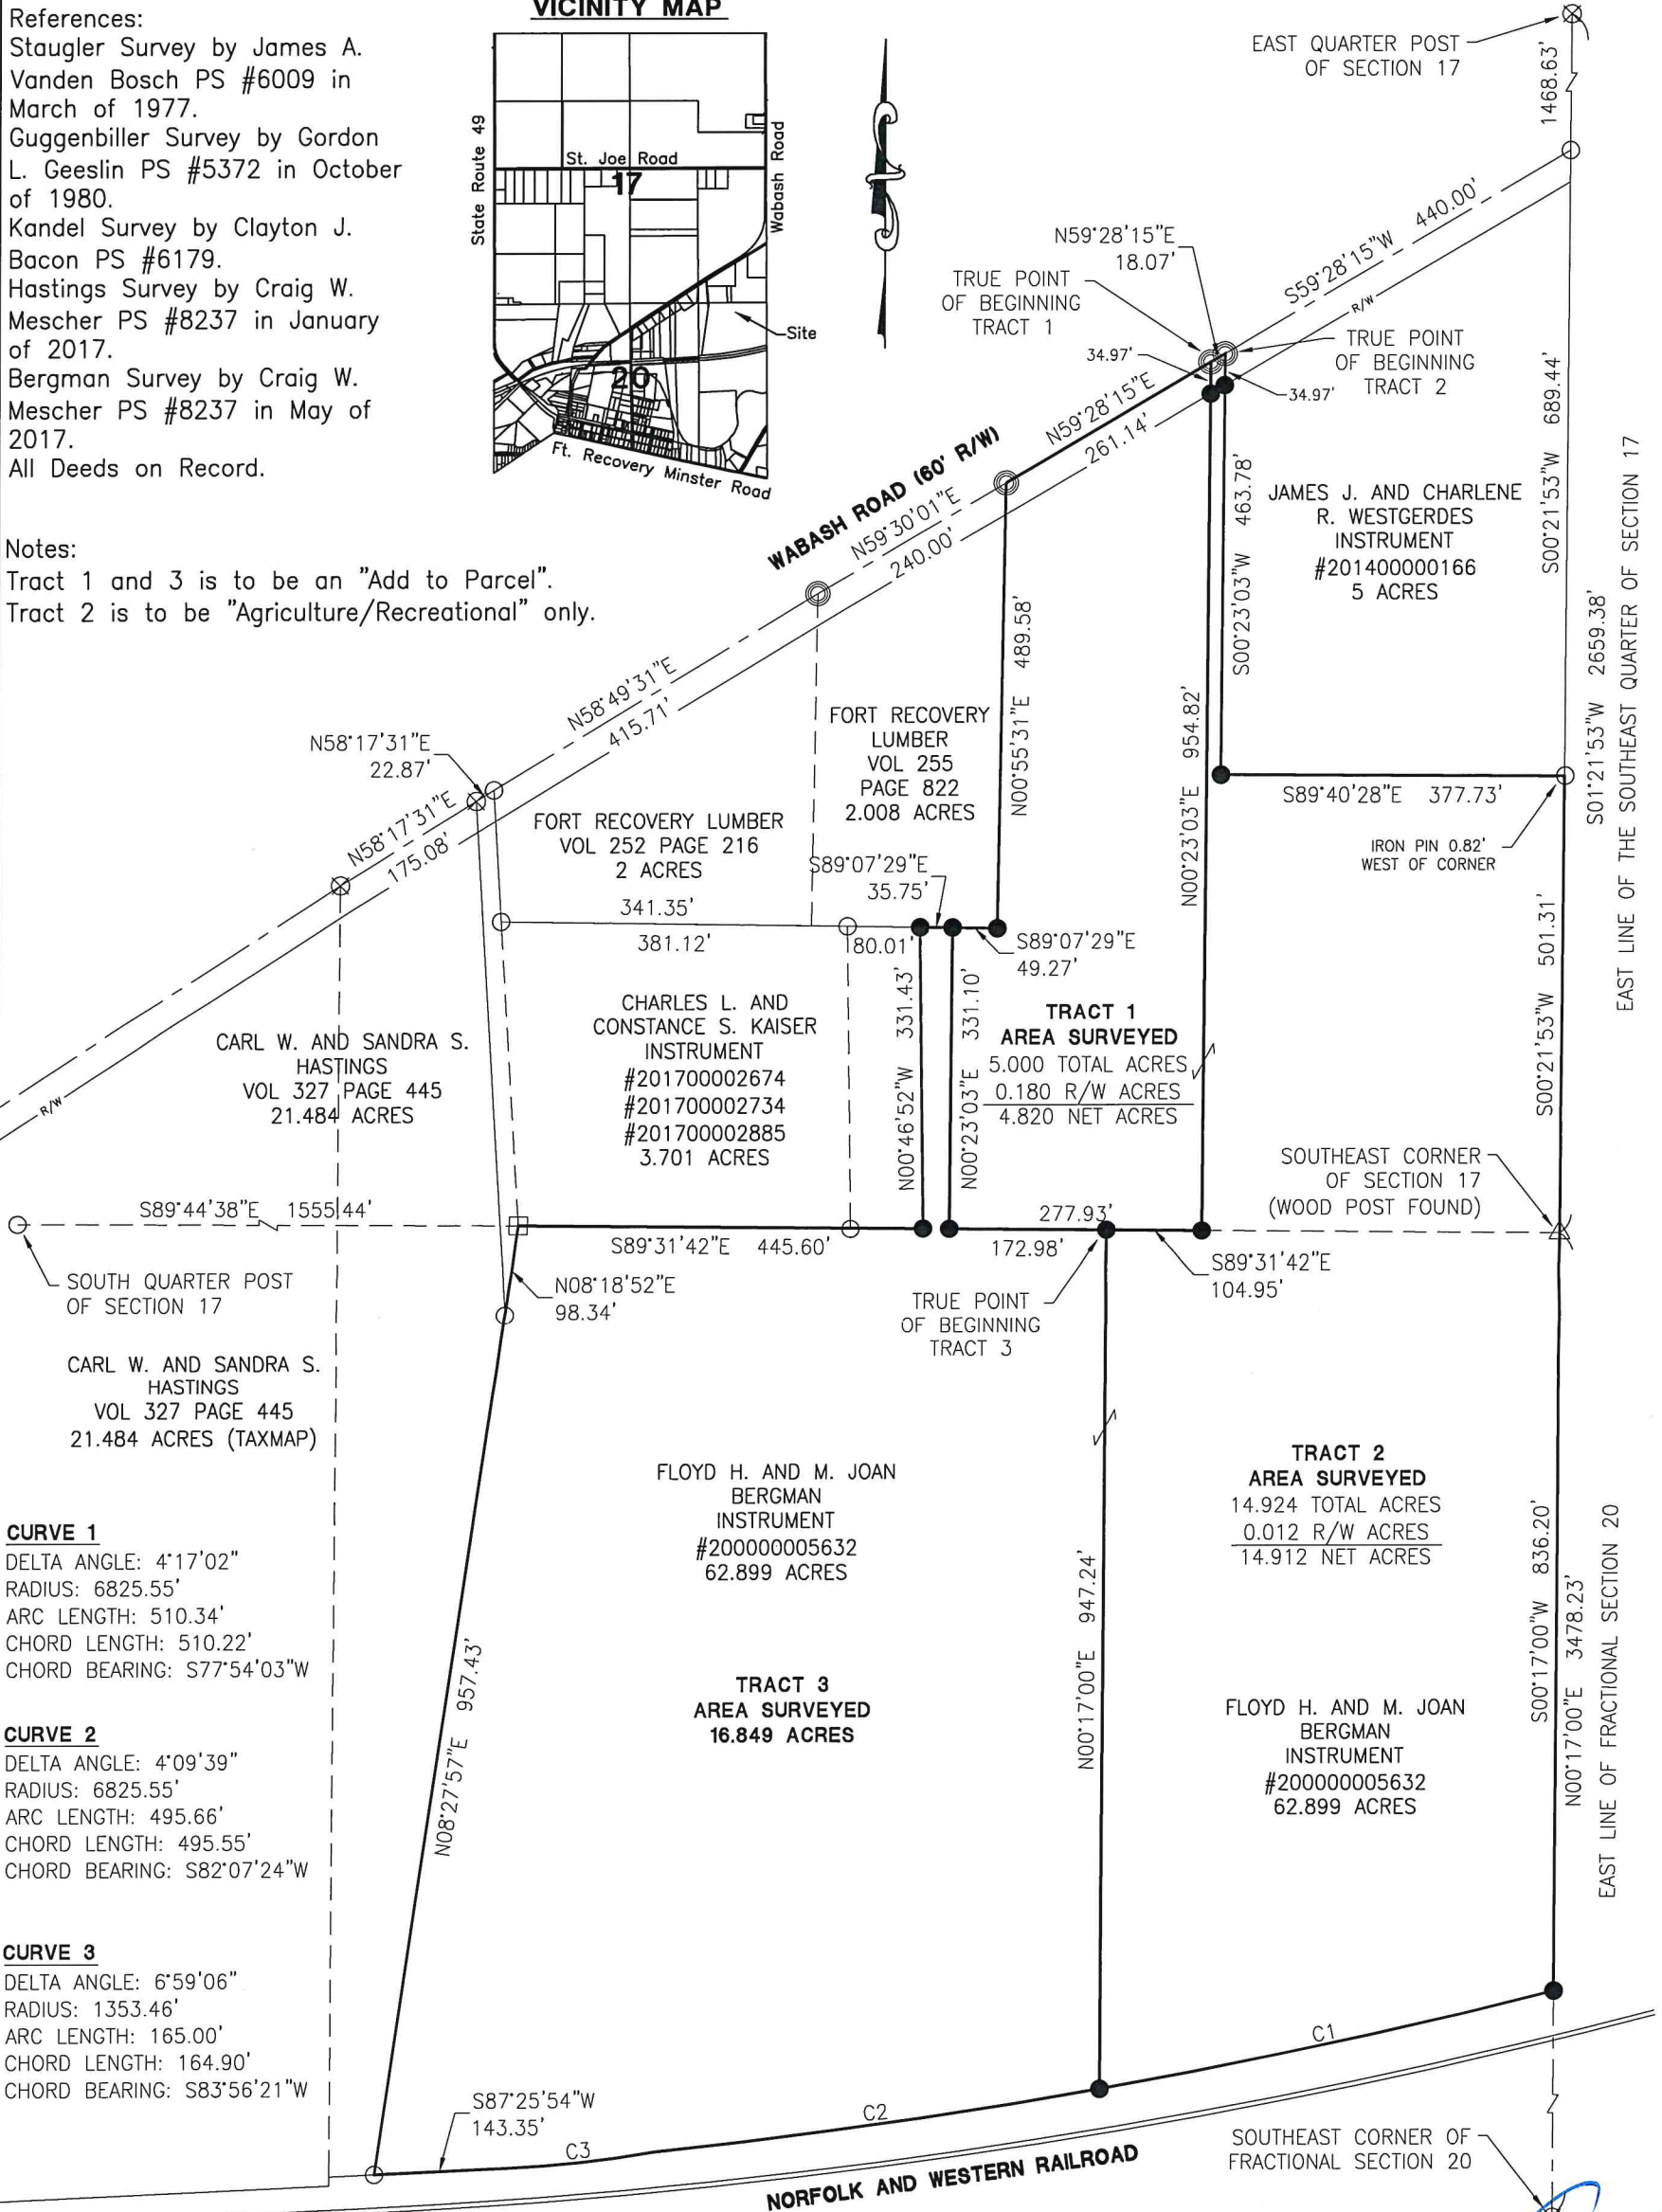 References:
Staugler Survey by James A.
Vanden Bosch PS #6009 in
March of 1977.
Guggenbiller Survey by Gordon
L. Geeslin PS #5372 in October
of 1980.
Kandel Survey by Clayton J.
Bacon PS #6179.
Hastings Survey by Craig W.
Mescher PS #8237 in January
of 2017.
Bergman Survey by Craig W.
Mescher PS #8237 in May of
2017.
All Deeds on Record.
Notes:
Tract 1 and 3 is to be an "Add to Parcel".
Tract 2 is to be "Agriculture/Recreational" only.
VICINITY MAP
State Route 49
St. Joe Road
17
Wabash Road
Site
20
Ft. Recovery Minster Road
EAST QUARTER POST
OF SECTION 17
1468.63'
S59°28'15"W 440.00'
R/W
N59°28'15"E
18.07'
TRUE POINT
OF BEGINNING
TRACT 1
34.97'
TRUE POINT
OF BEGINNING
TRACT 2
34.97'
N59°28'15"E
261.14'
WABASH ROAD (60' R/W)
N59°30'01"E
240.00'
N58°49'31"E
415.71'
N58°17'31"E
22.87'
N58°17'31"E
175.08'
R/W
S00°21'53"W 689.44'
S00°23'03"W 463.78'
JAMES J. AND CHARLENE
R. WESTGERDES
INSTRUMENT
#201400000166
5 ACRES
S01°21'53"W 2659.38'
EAST LINE OF THE SOUTHEAST QUARTER OF SECTION 17
S89°40'28"E 377.73'
IRON PIN 0.82'
WEST OF CORNER
N00°55'31"E 489.58'
N00°23'03"E 954.82'
FORT RECOVERY
LUMBER
VOL 255
PAGE 822
2.008 ACRES
FORT RECOVERY LUMBER
VOL 252 PAGE 216
2 ACRES
S89°07'29"E
35.75'
341.35'
381.12'
80.01'
S89°07'29"E
49.27'
S00°21'53"W 501.31'
CARL W. AND SANDRA S.
HASTINGS
VOL 327 PAGE 445
21.484 ACRES
CHARLES L. AND
CONSTANCE S. KAISER
INSTRUMENT
#201700002674
#201700002734
#201700002885
3.701 ACRES
N00°46'52"W 331.43'
N00°23'03"E 331.10'
TRACT 1
AREA SURVEYED
5.000 TOTAL ACRES
0.180 R/W ACRES
4.820 NET ACRES
SOUTHEAST CORNER
OF SECTION 17
(WOOD POST FOUND)
S89°44'38"E 1555.44'
SOUTH QUARTER POST
OF SECTION 17
S89°31'42"E 445.60'
277.93'
172.98'
S89°31'42"E
104.95'
N08°18'52"E
98.34'
TRUE POINT
OF BEGINNING
TRACT 3
CARL W. AND SANDRA S.
HASTINGS
VOL 327 PAGE 445
21.484 ACRES (TAXMAP)
FLOYD H. AND M. JOAN
BERGMAN
INSTRUMENT
#200000005632
62.899 ACRES
TRACT 3
AREA SURVEYED
16.849 ACRES
N08°27'57"E 957.43'
N00°17'00"E 947.24'
TRACT 2
AREA SURVEYED
14.924 TOTAL ACRES
0.012 R/W ACRES
14.912 NET ACRES
FLOYD H. AND M. JOAN
BERGMAN
INSTRUMENT
#200000005632
62.899 ACRES
S00°17'00"W 836.20'
N00°17'00"E 3478.23'
EAST LINE OF FRACTIONAL SECTION 20
CURVE 1
DELTA ANGLE: 4°17'02"
RADIUS: 6825.55'
ARC LENGTH: 510.34'
CHORD LENGTH: 510.22'
CHORD BEARING: S77°54'03"W
CURVE 2
DELTA ANGLE: 4°09'39"
RADIUS: 6825.55'
ARC LENGTH: 495.66'
CHORD LENGTH: 495.55'
CHORD BEARING: S82°07'24"W
CURVE 3
DELTA ANGLE: 6°59'06"
RADIUS: 1353.46'
ARC LENGTH: 165.00'
CHORD LENGTH: 164.90'
CHORD BEARING: S83°56'21"W
S87°25'54"W
143.35'
C3
C2
C1
NORFOLK AND WESTERN RAILROAD
SOUTHEAST CORNER OF
FRACTIONAL SECTION 20